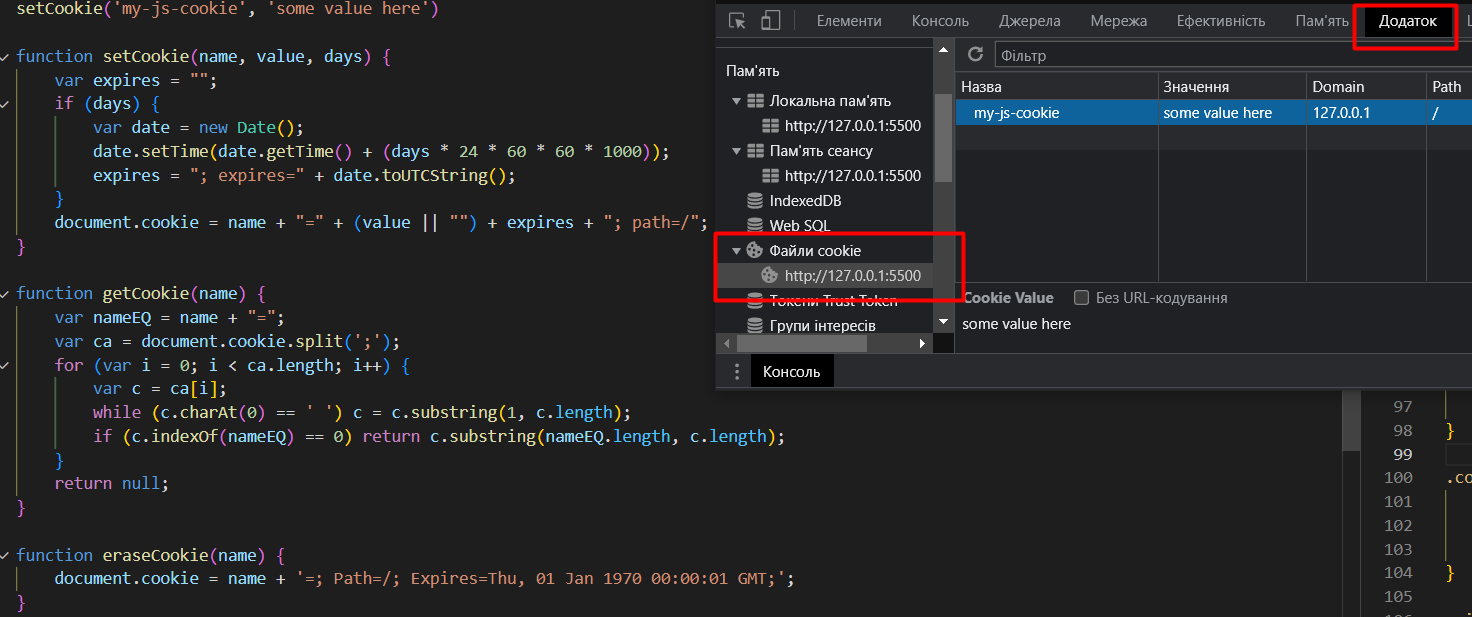 setCookie('my-js-cookie', 'some value here')
function setCookie(name, value, days) {
var expires = "";
if (days) {
var date = new Date();
date.setTime(date.getTime() + (days * 24 * 60 * 60 * 1000));
expires = "; expires=" + date.toUTCString();
}
document.cookie = name + "=" + (value || "") + expires + "; path=/";
}
function getCookie(name) {
var nameEQ = name + "=";
var ca = document.cookie.split(';');
for (var i = 0; i < ca.length; i++) {
var c = ca[i];
while (c.charAt(0) == ' ') c = c.substring(1, c.length);
if (c.indexOf(nameEQ) == 0) return c.substring(nameEQ.length, c.length);
}
return null;
}
function eraseCookie(name) {
document.cookie = name + '=; Path=/; Expires=Thu, 01 Jan 1970 00:00:01 GMT;';
}
Елементи Консоль Джерела Мережа Ефективність Пам'ять Додаток
Пам'ять
Локальна пам'ять
http://127.0.0.1:5500
Пам'ять сеансу
http://127.0.0.1:5500
IndexedDB
Web SQL
Файли cookie
http://127.0.0.1:5500
Токени Trust Token
Групи інтересів
Фільтр
Назва Значення Domain Path
my-js-cookie some value here 127.0.0.1 /
Cookie Value Без URL-кодування
some value here
Консоль
97
98 }
99
100 .co
101
102
103
104 }
105